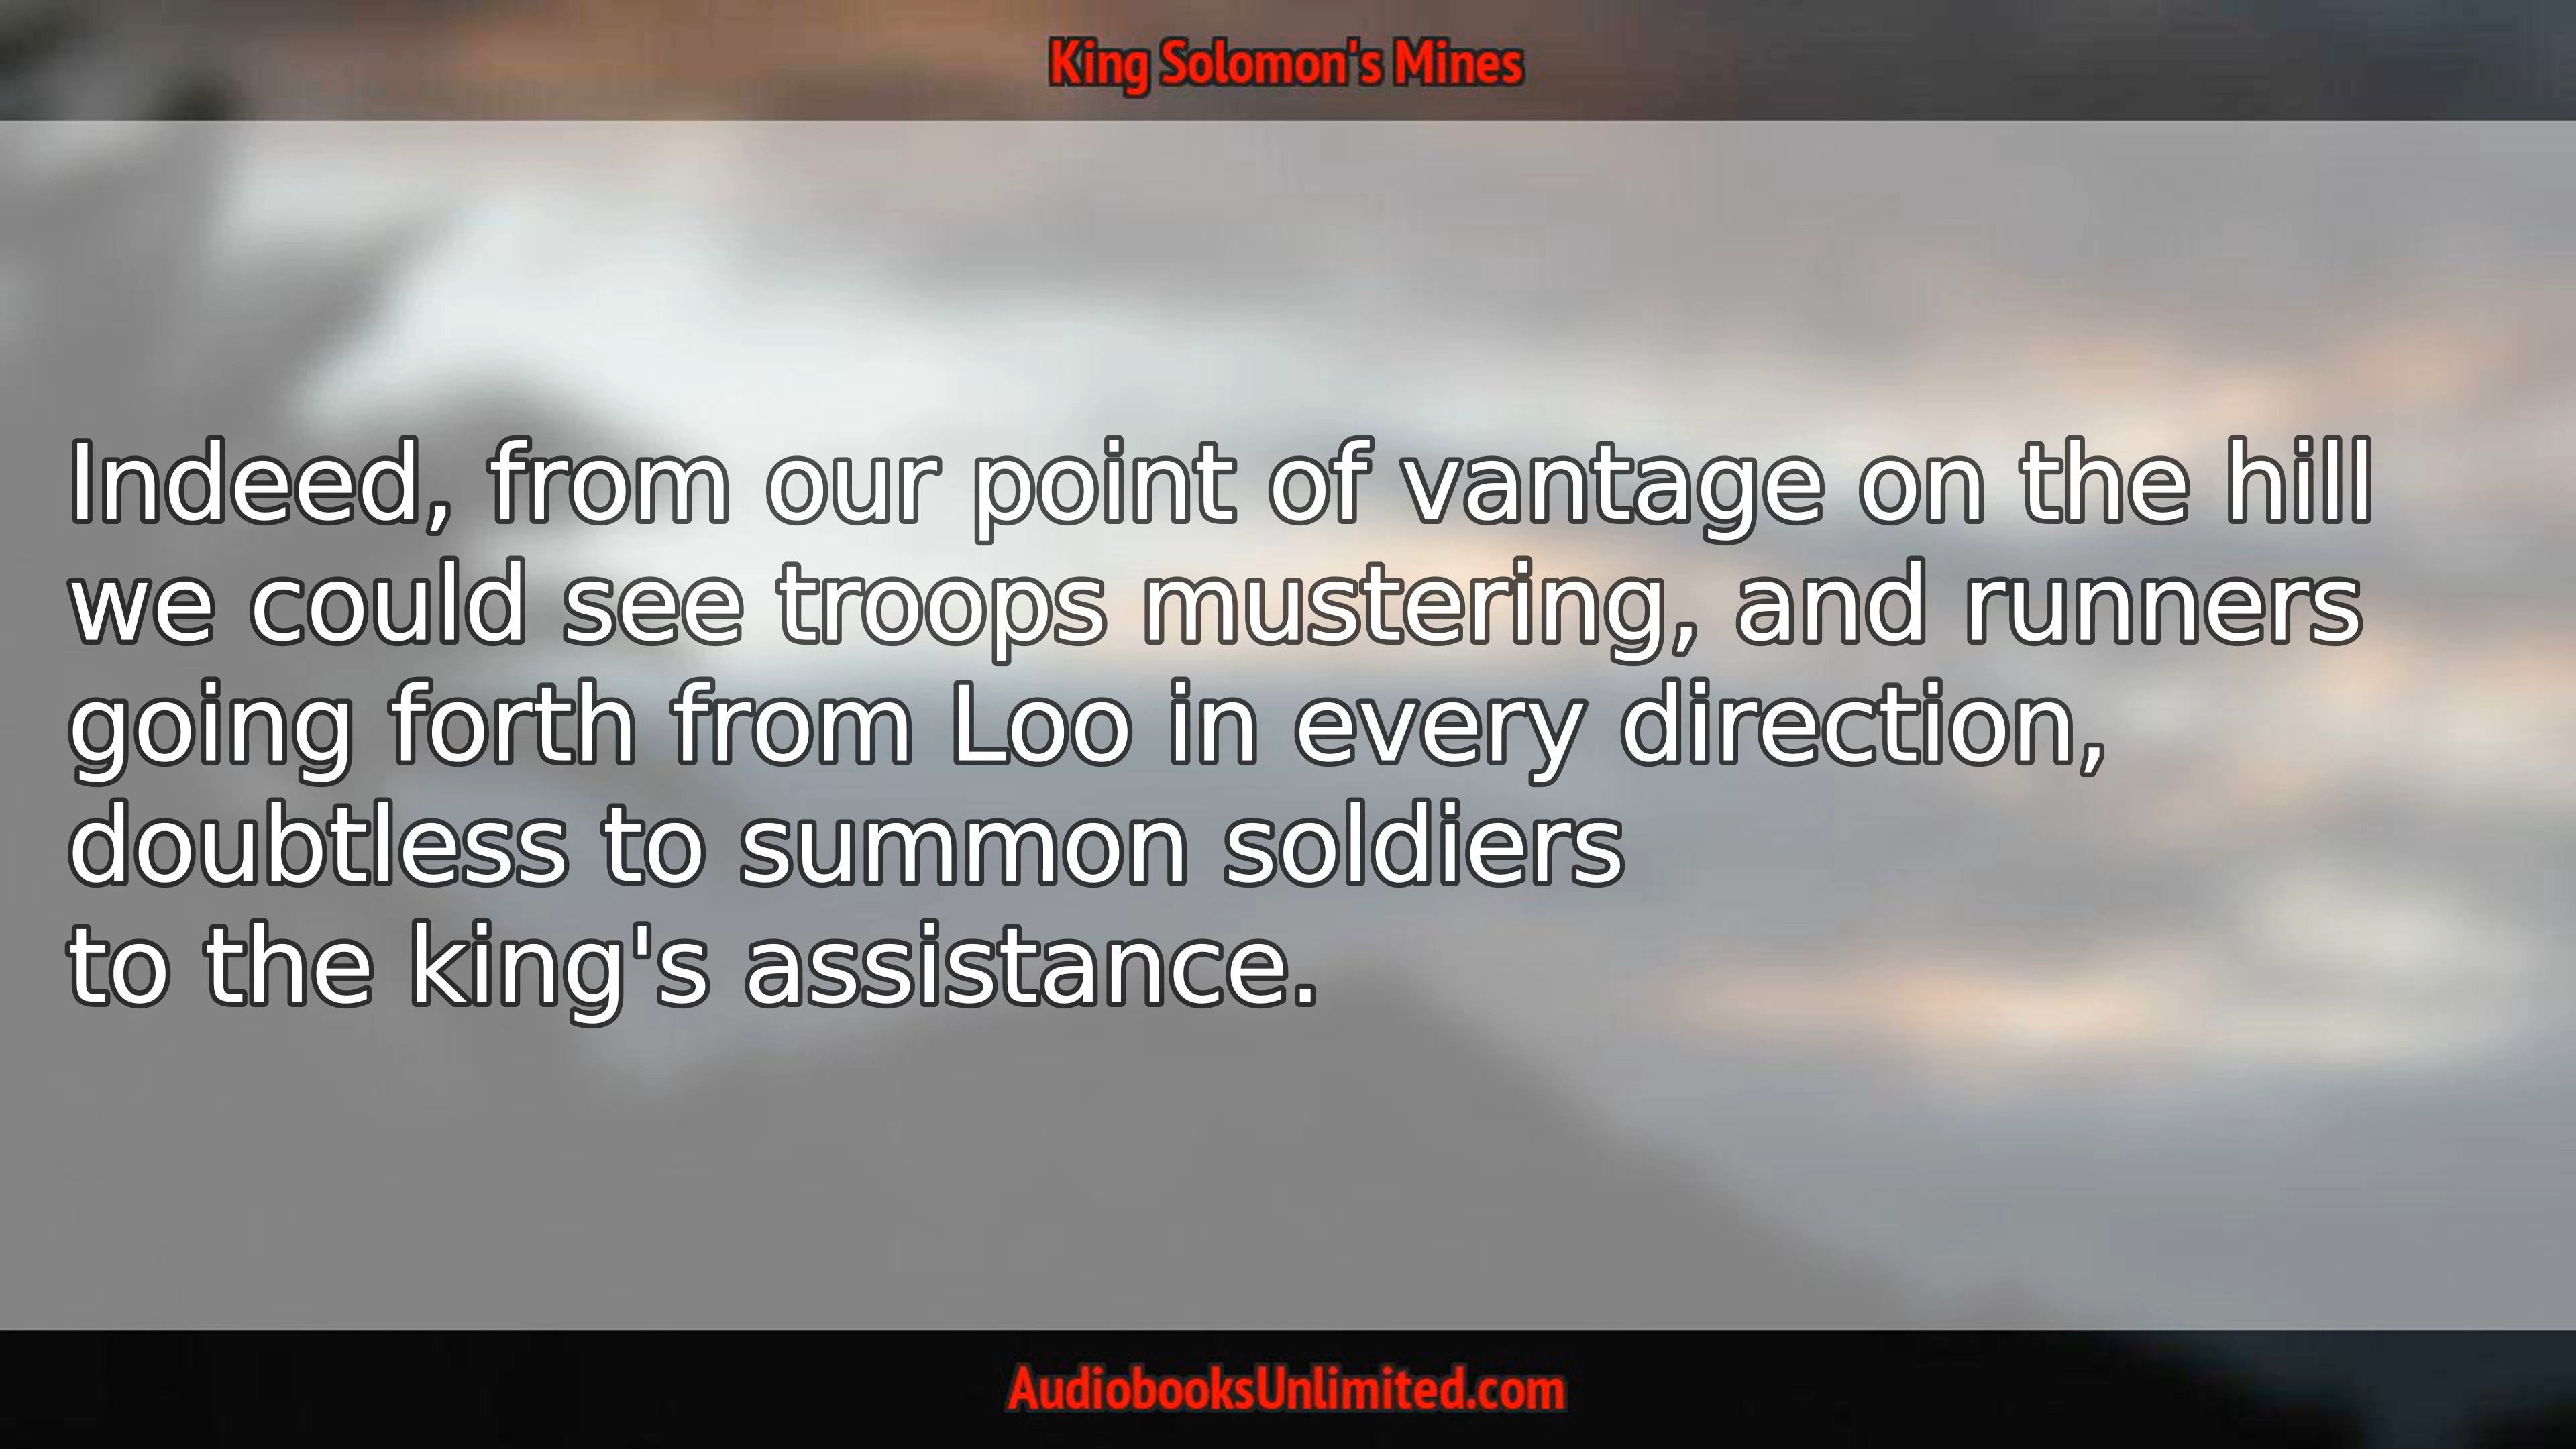 King Solomon's Mines
Indeed, from our point of vantage on the hill
we could see troops mustering, and runners
going forth from Loo in every direction,
doubtless to summon soldiers
to the king's assistance.
AudiobooksUnlimited.com